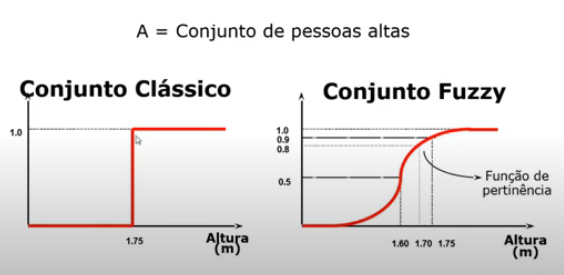 A = Conjunto de pessoas altas
Conjunto Clássico
1.0
1.75
Altura
(m)
Conjunto Fuzzy
1.0
0.9
0.8
0.5
Função de
pertinência
1.60 1.70 1.75
Altura
(m)